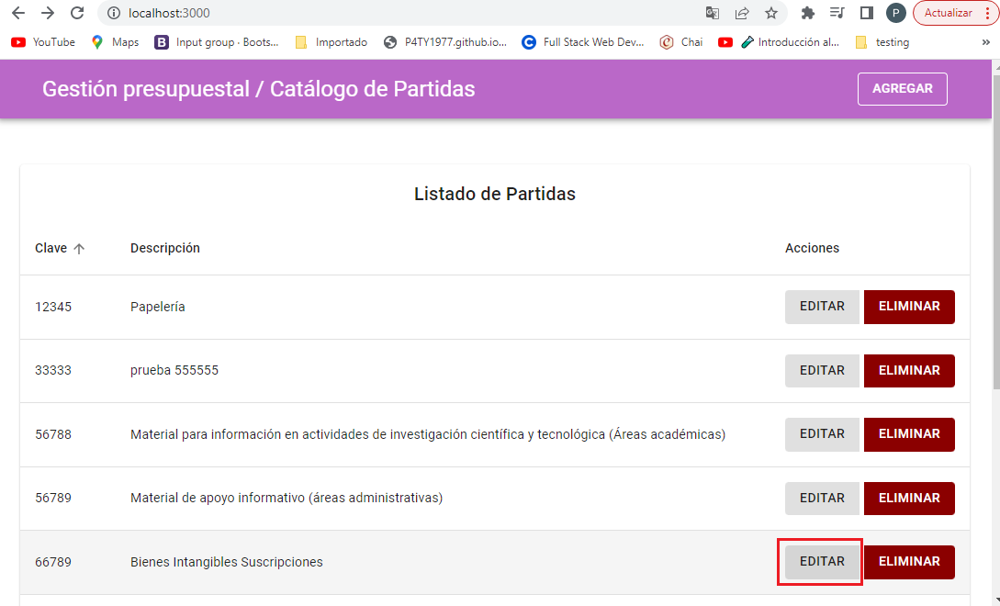 localhost:3000
Actualizar
P
YouTube
Maps
B
Input group · Boots...
Importado
P4TY1977.github.io...
Full Stack Web Dev...
Chai
Introducción al...
testing
»
Gestión presupuestal / Catálogo de Partidas
AGREGAR
Listado de Partidas
Clave Descripción Acciones
12345 Papelería EDITAR ELIMINAR
33333 prueba 555555 EDITAR ELIMINAR
56788 Material para información en actividades de investigación científica y tecnológica (Áreas académicas) EDITAR ELIMINAR
56789 Material de apoyo informativo (áreas administrativas) EDITAR ELIMINAR
66789 Bienes Intangibles Suscripciones EDITAR ELIMINAR